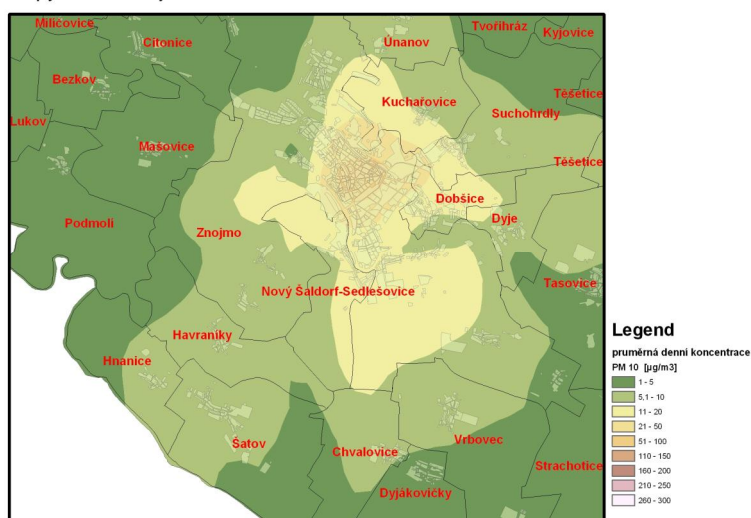 Miličovice
Citonice
Únanov
Tvořihráz
Kyjovice
Bezkov
Kuchařovice
Těšetice
Suchohrdly
Lukov
Mašovice
Těšetice
Dobšice
Podmolí
Znojmo
Dyje
Tasovice
Nový Šaldorf-Sedlešovice
Havraníky
Hnanice
Šatov
Chvalovice
Vrbovec
Strachotice
Dyjákovičky
Legend
pruměrná denní koncentrace
PM 10 [µg/m3]
1 - 5
5,1 - 10
11 - 20
21 - 50
51 - 100
110 - 150
160 - 200
210 - 250
260 - 300